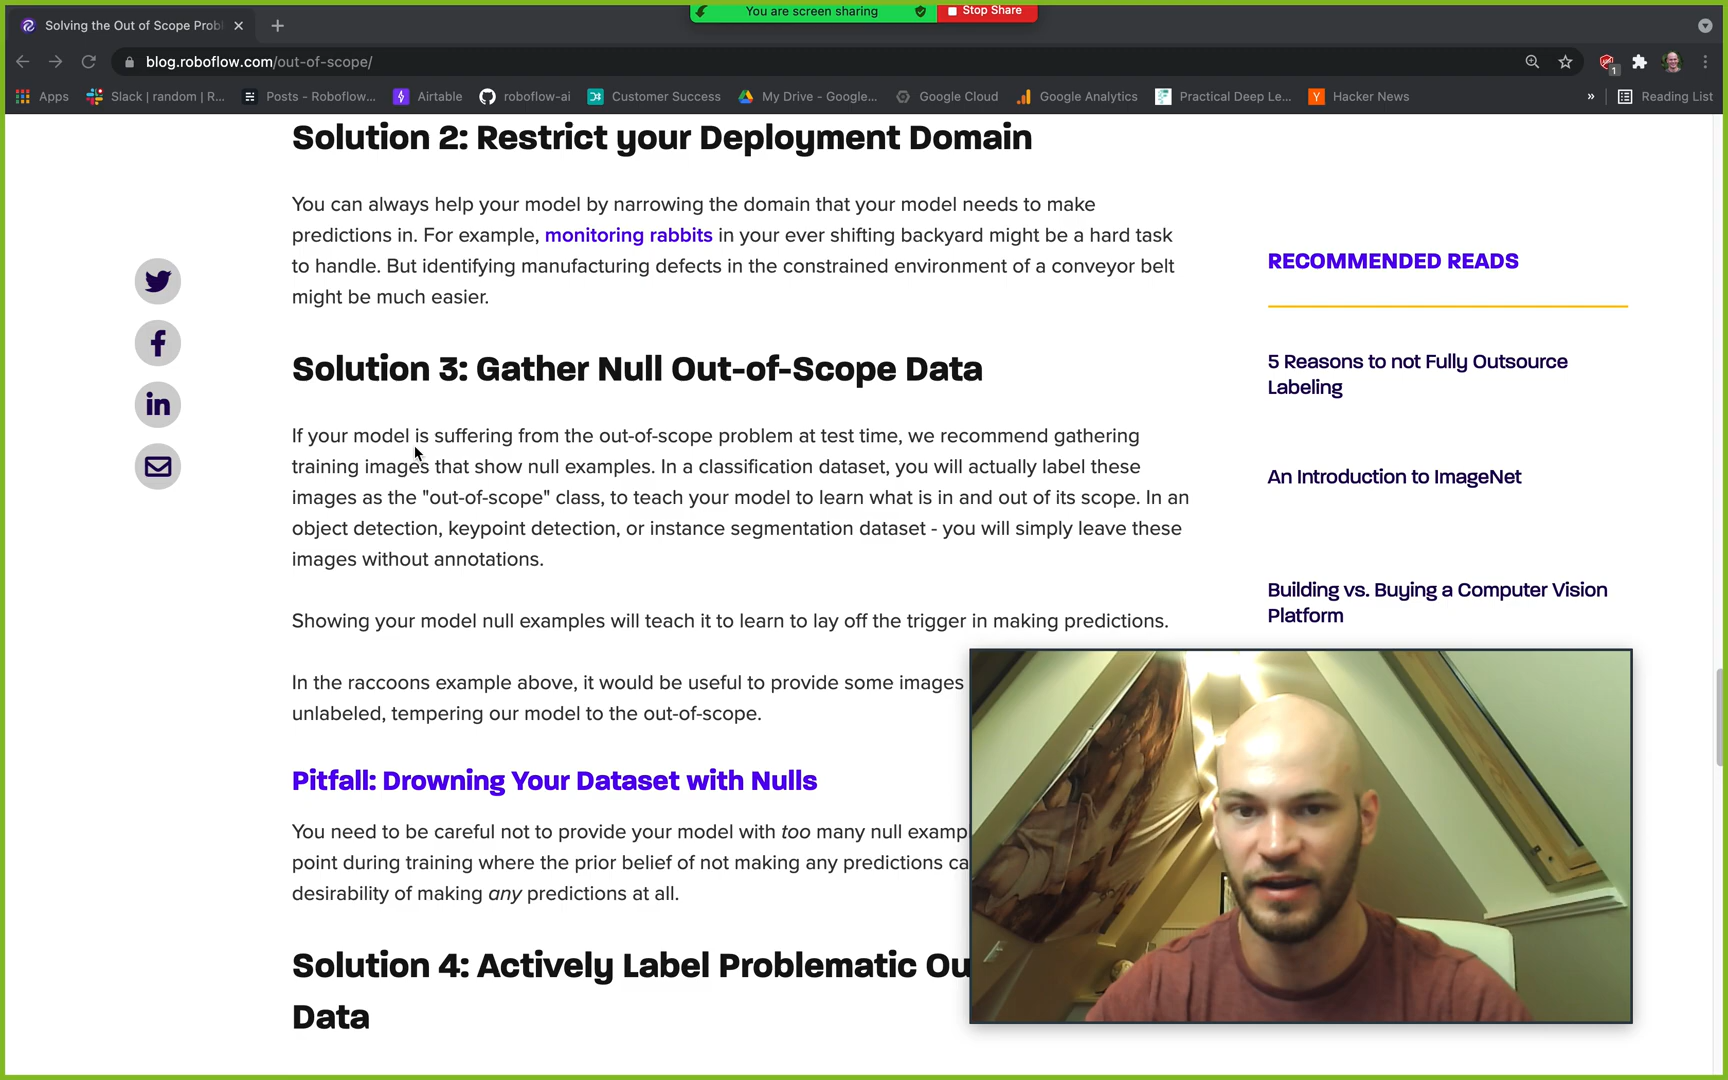 Solving the Out of Scope Prob
You are screen sharing
Stop Share
blog.roboflow.com/out-of-scope/
Apps
Slack | random | R...
Posts - Roboflow...
Airtable
roboflow-ai
Customer Success
My Drive - Google...
Google Cloud
Google Analytics
Practical Deep Le...
Hacker News
»
Reading List
Solution 2: Restrict your Deployment Domain
You can always help your model by narrowing the domain that your model needs to make
predictions in. For example, monitoring rabbits in your ever shifting backyard might be a hard task
to handle. But identifying manufacturing defects in the constrained environment of a conveyor belt
might be much easier.
Solution 3: Gather Null Out-of-Scope Data
If your model is suffering from the out-of-scope problem at test time, we recommend gathering
training images that show null examples. In a classification dataset, you will actually label these
images as the "out-of-scope" class, to teach your model to learn what is in and out of its scope. In an
object detection, keypoint detection, or instance segmentation dataset - you will simply leave these
images without annotations.
Showing your model null examples will teach it to learn to lay off the trigger in making predictions.
In the raccoons example above, it would be useful to provide some images
unlabeled, tempering our model to the out-of-scope.
Pitfall: Drowning Your Dataset with Nulls
You need to be careful not to provide your model with too many null examp
point during training where the prior belief of not making any predictions ca
desirability of making any predictions at all.
Solution 4: Actively Label Problematic Ou
Data
RECOMMENDED READS
5 Reasons to not Fully Outsource
Labeling
An Introduction to ImageNet
Building vs. Buying a Computer Vision
Platform